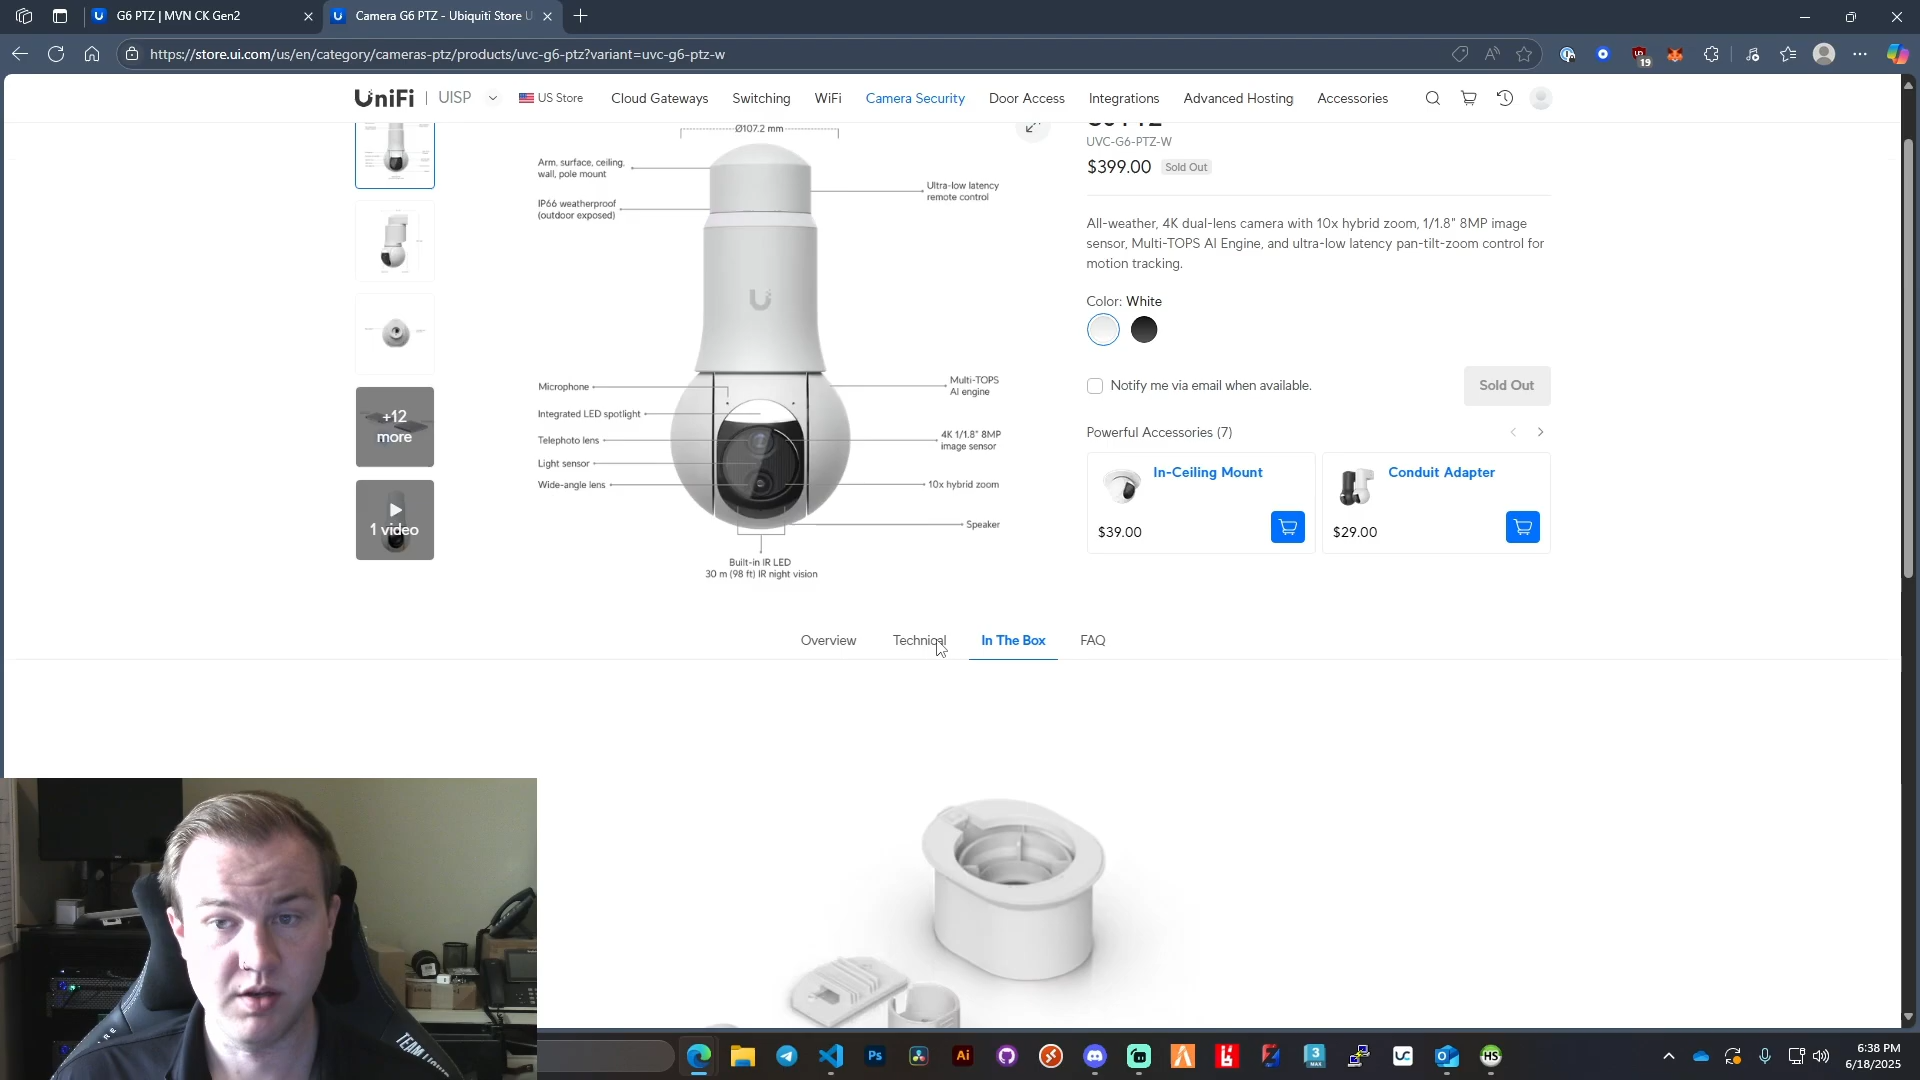 G6 PTZ | MVN CK Gen2
Camera G6 PTZ - Ubiquiti Store U
https://store.ui.com/us/en/category/cameras-ptz/products/uvc-g6-ptz?variant=uvc-g6-ptz-w
19
UniFi | UISP
US Store
Cloud Gateways
Switching
WiFi
Camera Security
Door Access
Integrations
Advanced Hosting
Accessories
Ø107.2 mm
Arm, surface, ceiling,
wall, pole mount
IP66 weatherproof
(outdoor exposed)
Ultra-low latency
remote control
Microphone
Integrated LED spotlight
Telephoto lens
Light sensor
Wide-angle lens
Multi-TOPS
AI engine
4K 1/1.8" 8MP
image sensor
10x hybrid zoom
Speaker
Built-in IR LED
30 m (98 ft) IR night vision
+12
more
1 video
UVC-G6-PTZ-W
$399.00
Sold Out
All-weather, 4K dual-lens camera with 10x hybrid zoom, 1/1.8" 8MP image
sensor, Multi-TOPS AI Engine, and ultra-low latency pan-tilt-zoom control for
motion tracking.
Color: White
Notify me via email when available.
Sold Out
Powerful Accessories (7)
In-Ceiling Mount
$39.00
Conduit Adapter
$29.00
Overview
Technical
In The Box
FAQ
Ps
Ai
3
MAX
UC
HS
6:38 PM
6/18/2025